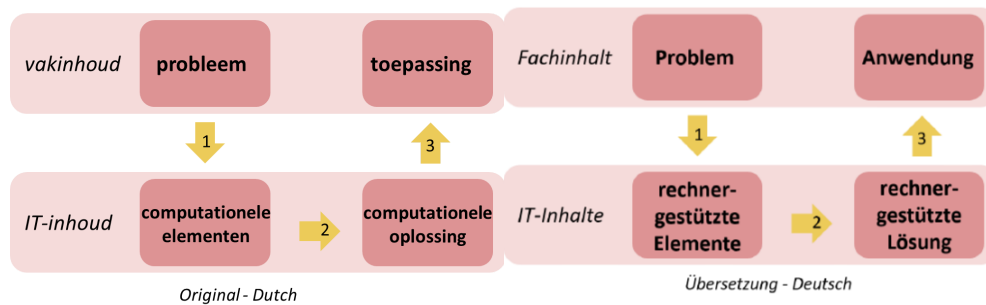 vakinhoud
probleem
toepassing
1
3
IT-inhoud
computationele
elementen
2
computationele
oplossing
Original - Dutch
Fachinhalt
Problem
Anwendung
1
3
IT-Inhalte
rechner-
gestützte
Elemente
2
rechner-
gestützte
Lösung
Übersetzung - Deutsch